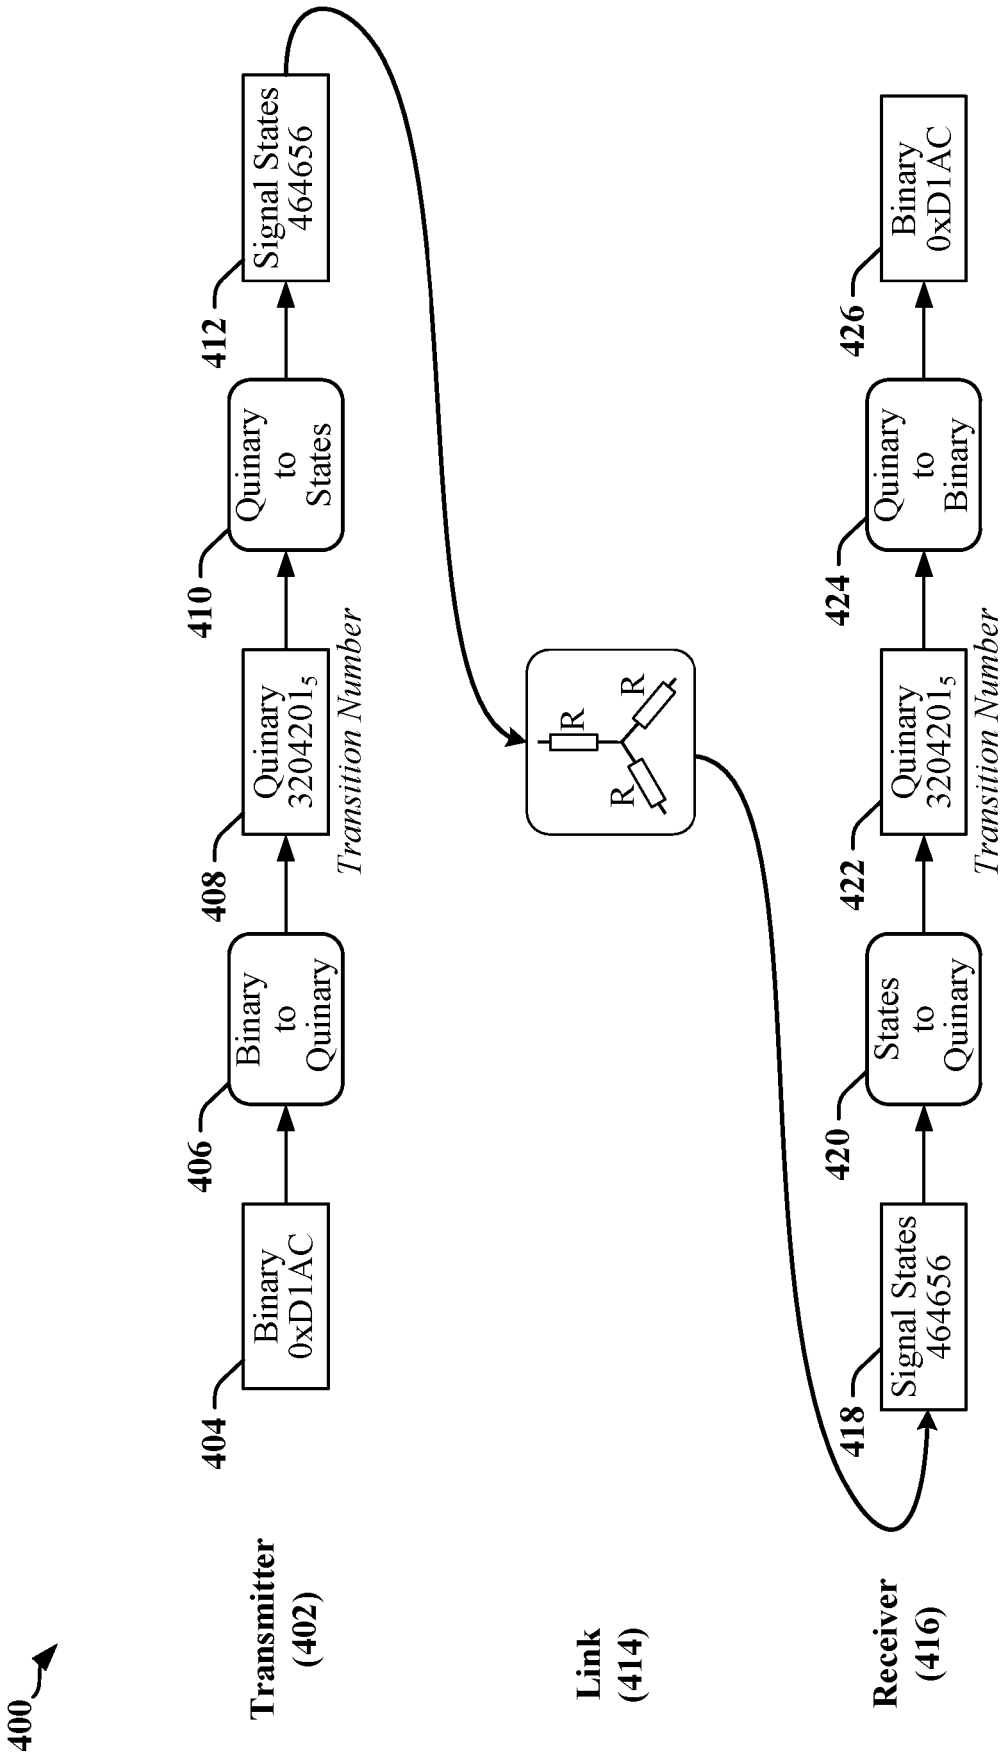 400
Transmitter
(402)
404
Binary
0xD1AC
406
Binary
to
Quinary
408
Quinary
3204201₅
Transition Number
410
Quinary
to
States
412
Signal States
464656
Link
(414)
R
R
R
Receiver
(416)
418
Signal States
464656
420
States
to
Quinary
422
Quinary
3204201₅
Transition Number
424
Quinary
to
Binary
426
Binary
0xD1AC